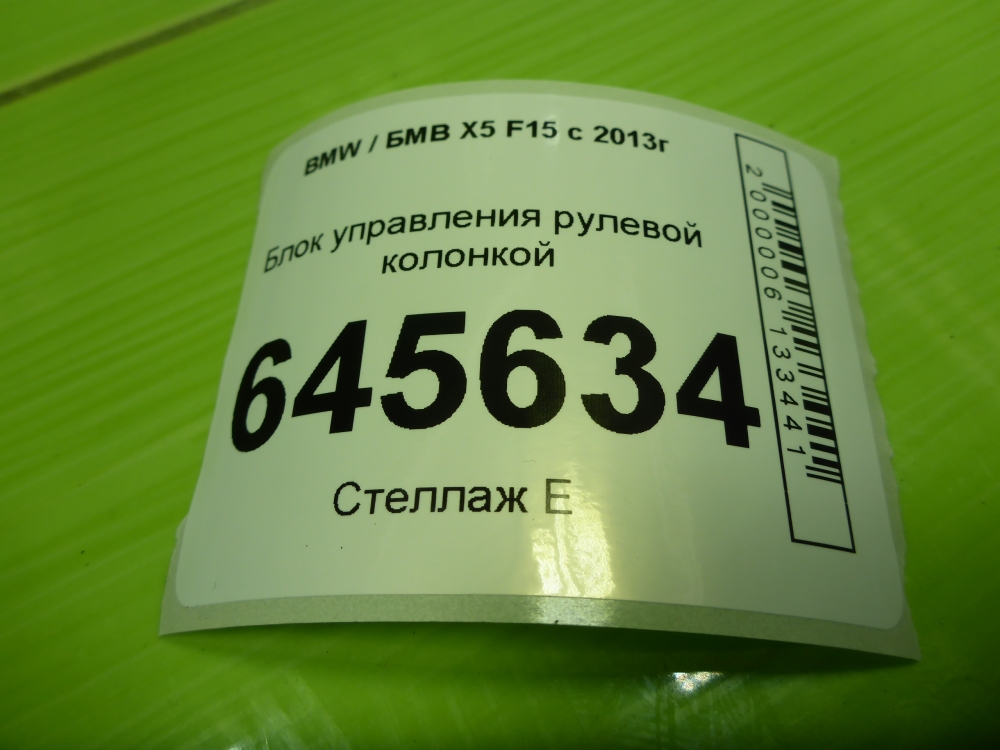 BMW / БМВ X5 F15 с 2013г
Блок управления рулевой
колонкой
645634
Стеллаж Е
2000006133441